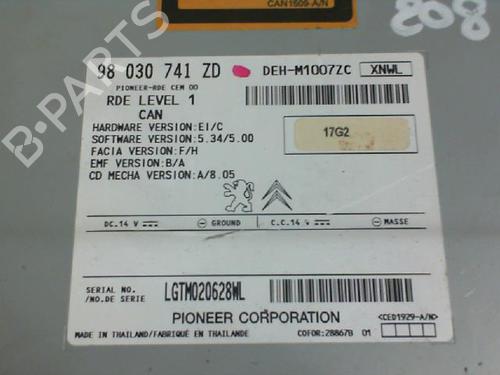 CAN1509-A/N
808
98 030 741 ZD DEH-M1007ZC XNWL
PIONEER-RDE CEM 00
RDE LEVEL 1
CAN
HARDWARE VERSION:EI/C
SOFTWARE VERSION:5.34/5.00
FACIA VERSION:F/H
EMF VERSION:B/A
CD MECHA VERSION:A/8.05
17G2
DC.14 V GROUND C.C.14 MASSE
SERIAL NO.
/NO.DE SERIE LGTM020628WL
PIONEER CORPORATION <CED1929-A/N>
MADE IN THAILAND/FABRIQUÉ EN THAILANDE COFOR:28867B 01
B-PARTS